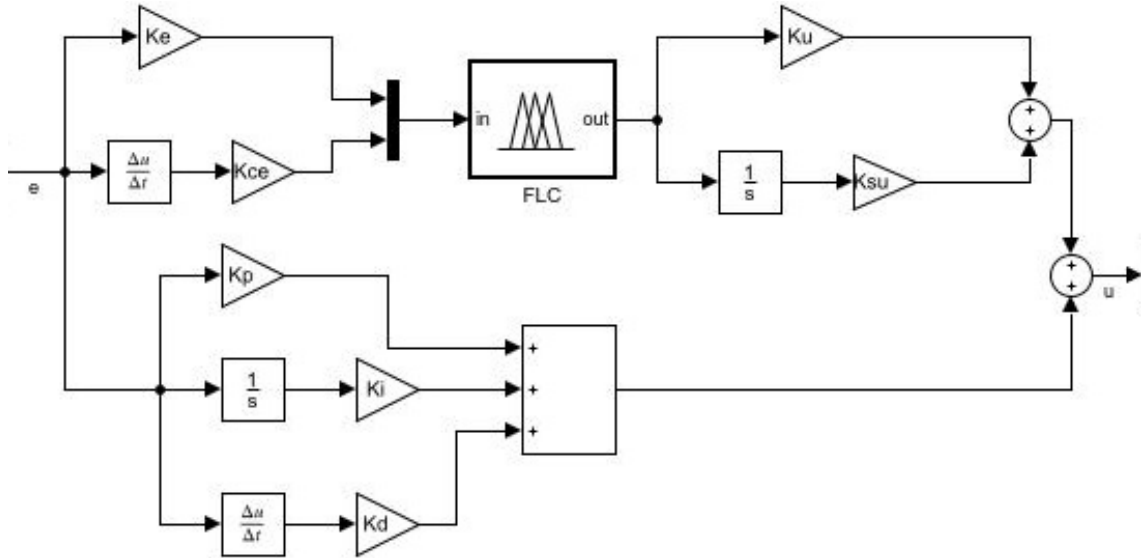 Ke
Ku
Δu
Δt
Kce
in
out
+
+
e
FLC
1
s
Ksu
Kp
+
+
u
+
1
s
Ki
+
+
Δu
Δt
Kd